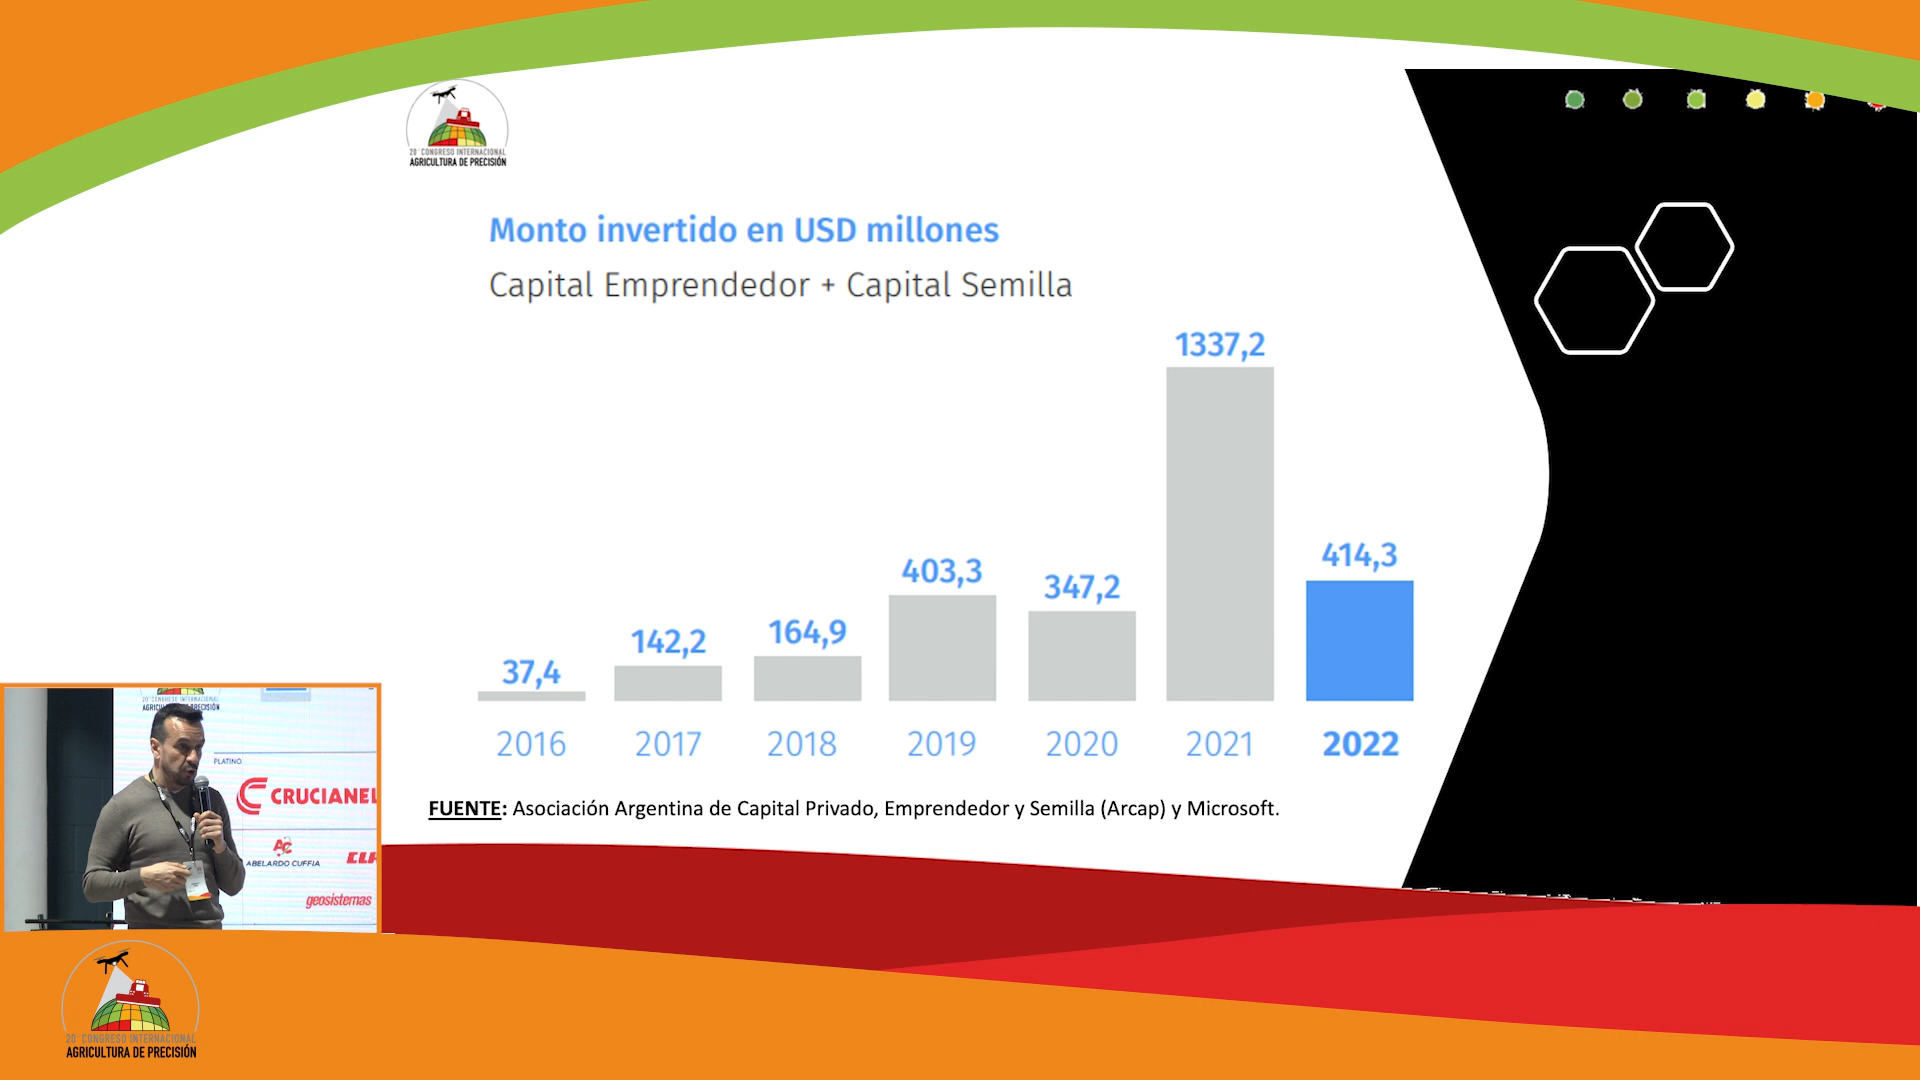 20° CONGRESO INTERNACIONAL
AGRICULTURA DE PRECISIÓN
Monto invertido en USD millones
Capital Emprendedor + Capital Semilla
37,4
142,2
164,9
403,3
347,2
1337,2
414,3
2016
2017
2018
2019
2020
2021
2022
FUENTE: Asociación Argentina de Capital Privado, Emprendedor y Semilla (Arcap) y Microsoft.
PLATINO
CRUCIANEL
ABELARDO CUFFIA
geosistemas
20° CONGRESO INTERNACIONAL
AGRICULTURA DE PRECISIÓN